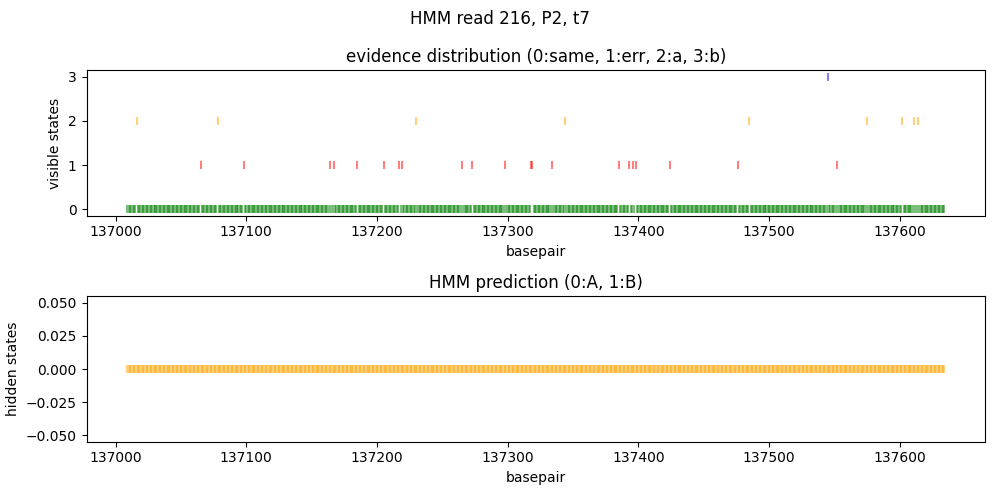 HMM read 216, P2, t7
evidence distribution (0:same, 1:err, 2:a, 3:b)
visible states
3
2
1
0
137000 137100 137200 137300 137400 137500 137600
basepair
HMM prediction (0:A, 1:B)
hidden states
0.050
0.025
0.000
−0.025
−0.050
137000 137100 137200 137300 137400 137500 137600
basepair